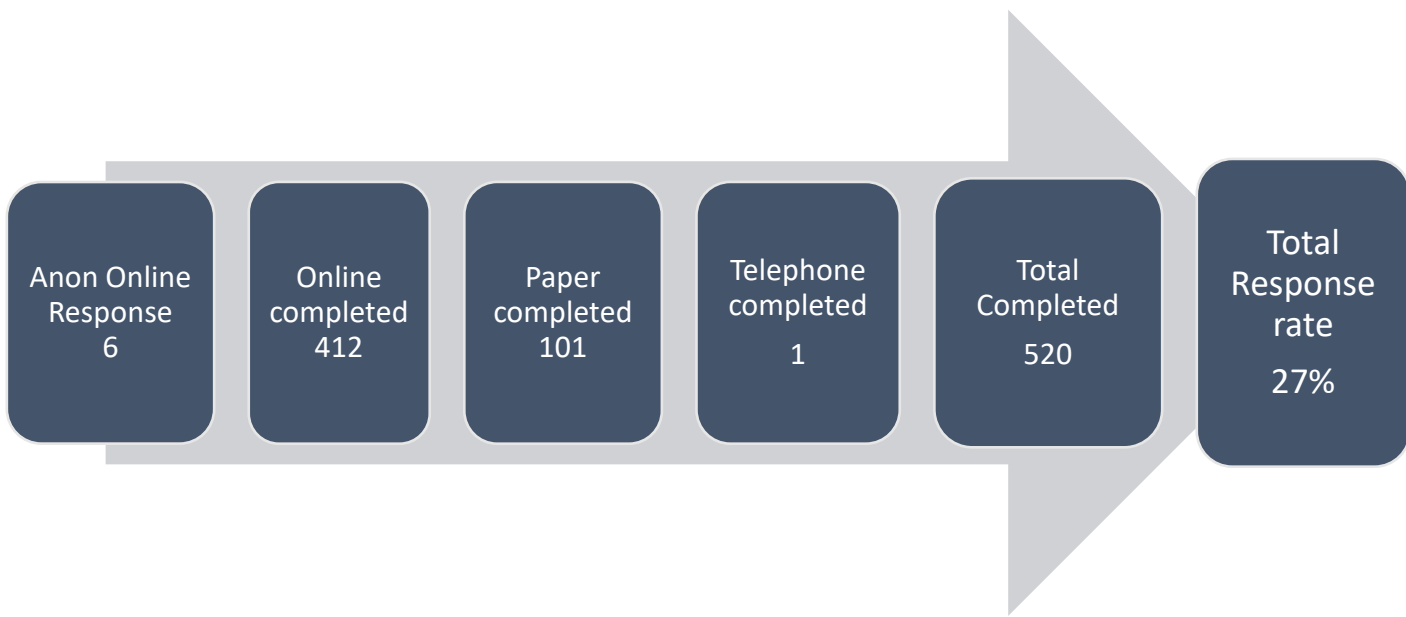 Anon Online
Response
6
Online
completed
412
Paper
completed
101
Telephone
completed
1
Total
Completed
520
Total
Response
rate
27%